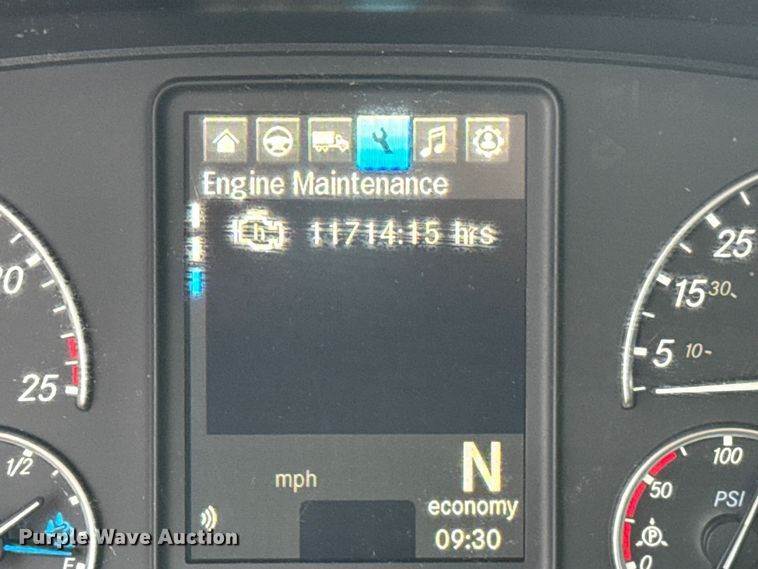 Engine Maintenance
h 11714:15 hrs
20
25
25
15 30
5 10
mph
N
economy
09:30
1/2
E
100
50
PSI
P
0
Purple Wave Auction